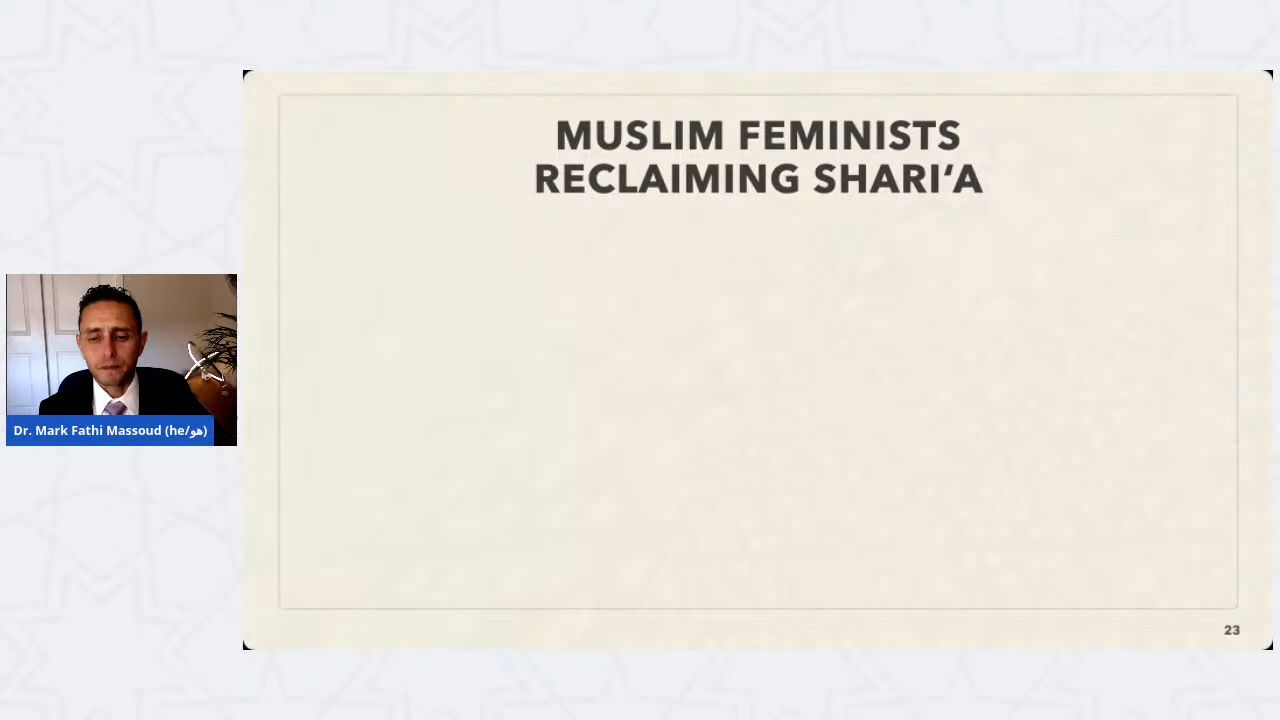 MUSLIM FEMINISTS
RECLAIMING SHARI’A
Dr. Mark Fathi Massoud (he/هو)
23